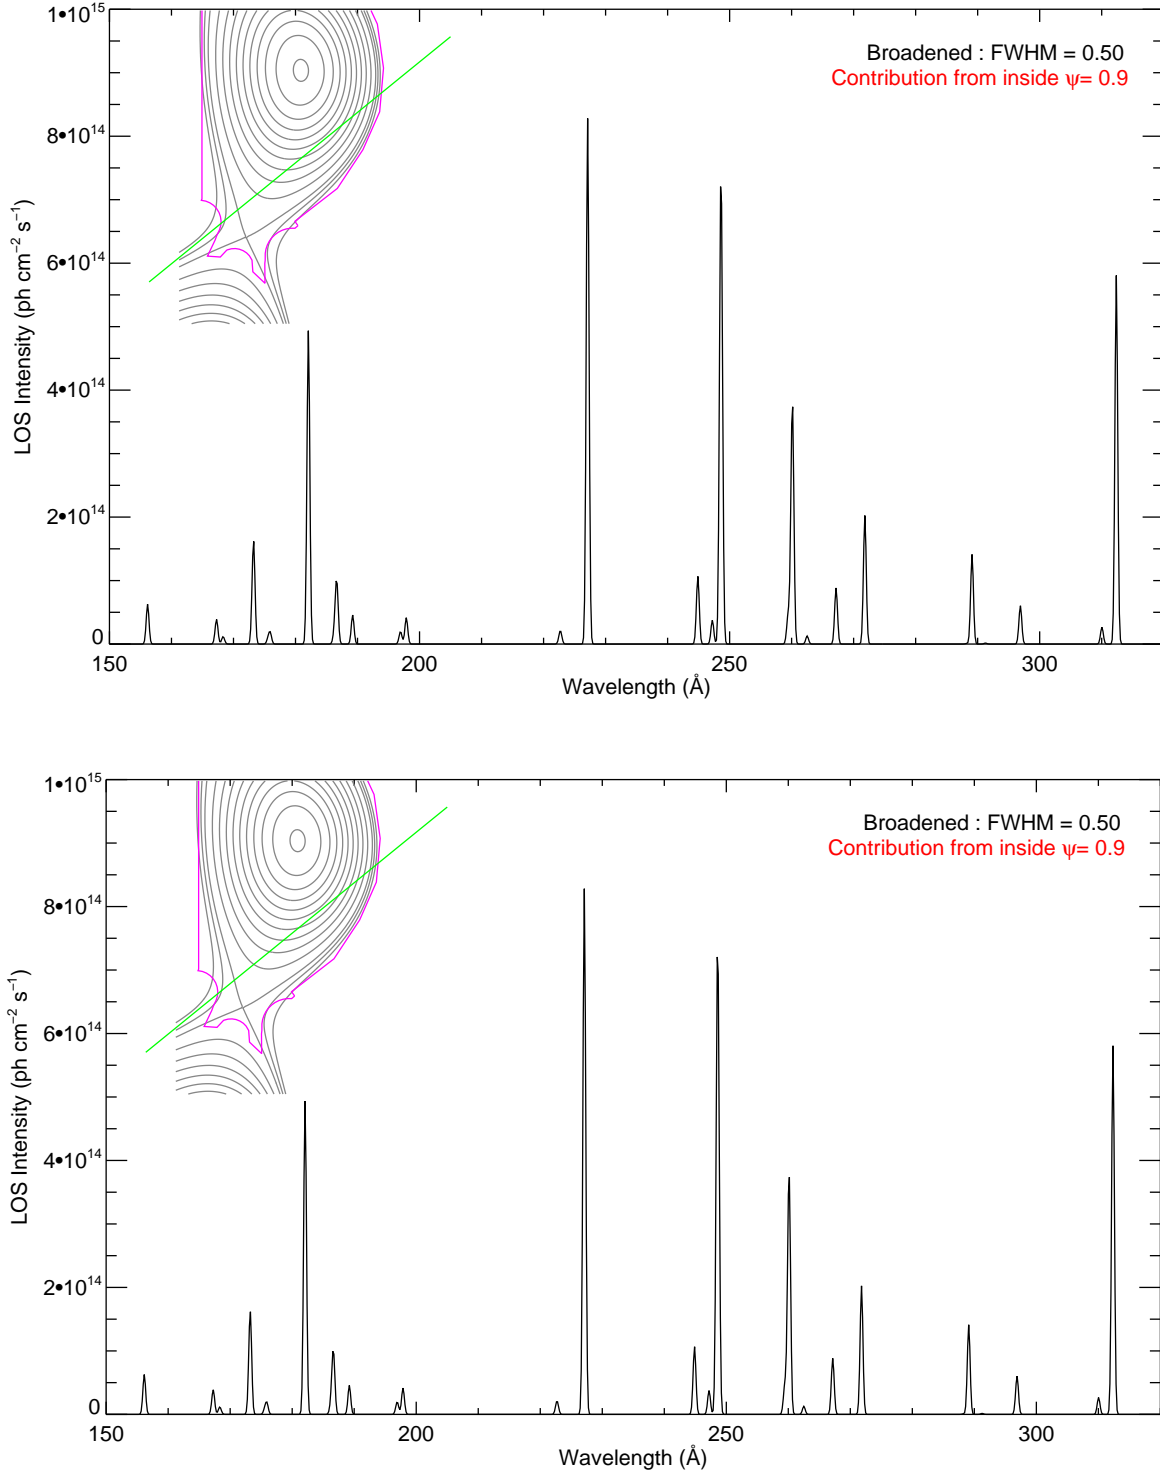 1•10¹⁵
Broadened : FWHM = 0.50
Contribution from inside ψ= 0.9
8•10¹⁴
6•10¹⁴
4•10¹⁴
2•10¹⁴
0
LOS Intensity (ph cm⁻² s⁻¹)
150 200 250 300
Wavelength (Å)
1•10¹⁵
Broadened : FWHM = 0.50
Contribution from inside ψ= 0.9
8•10¹⁴
6•10¹⁴
4•10¹⁴
2•10¹⁴
0
LOS Intensity (ph cm⁻² s⁻¹)
150 200 250 300
Wavelength (Å)